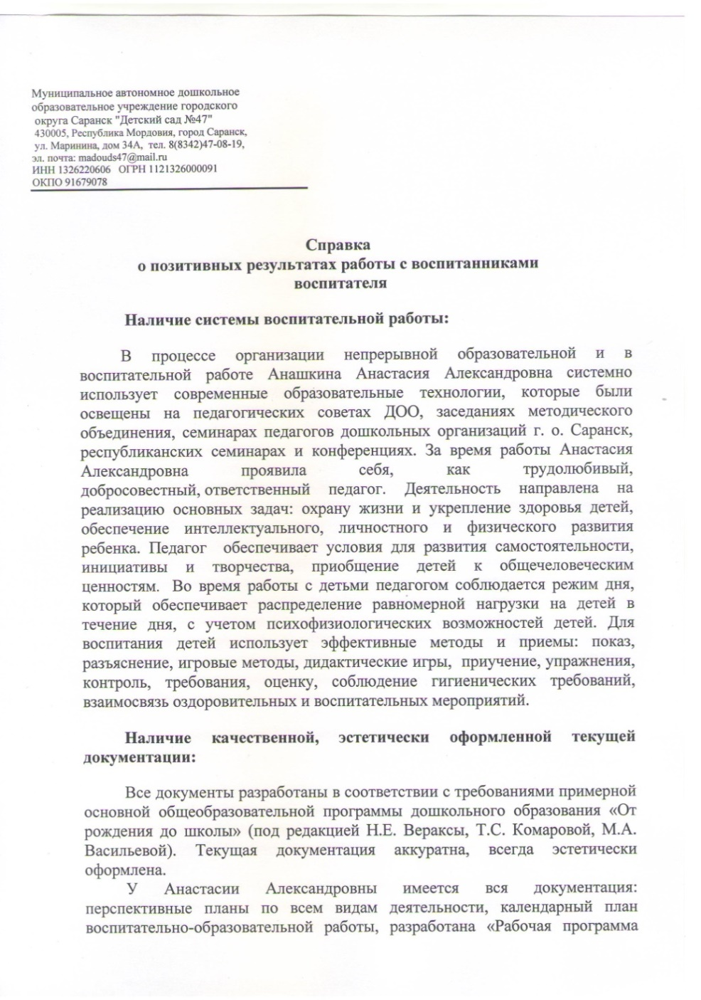 Муниципальное автономное дошкольное
образовательное учреждение городского
округа Саранск "Детский сад №47"
430005, Республика Мордовия, город Саранск,
ул. Маринина, дом 34А, тел. 8(8342)47-08-19,
эл. почта: madouds47@mail.ru
ИНН 1326220606 ОГРН 1121326000091
ОКПО 91679078
Справка
о позитивных результатах работы с воспитанниками
воспитателя
Наличие системы воспитательной работы:
В процессе организации непрерывной образовательной и в
воспитательной работе Анашкина Анастасия Александровна системно
использует современные образовательные технологии, которые были
освещены на педагогических советах ДОО, заседаниях методического
объединения, семинарах педагогов дошкольных организаций г. о. Саранск,
республиканских семинарах и конференциях. За время работы Анастасия
Александровна проявила себя, как трудолюбивый,
добросовестный, ответственный педагог. Деятельность направлена на
реализацию основных задач: охрану жизни и укрепление здоровья детей,
обеспечение интеллектуального, личностного и физического развития
ребенка. Педагог обеспечивает условия для развития самостоятельности,
инициативы и творчества, приобщение детей к общечеловеческим
ценностям. Во время работы с детьми педагогом соблюдается режим дня,
который обеспечивает распределение равномерной нагрузки на детей в
течение дня, с учетом психофизиологических возможностей детей. Для
воспитания детей использует эффективные методы и приемы: показ,
разъяснение, игровые методы, дидактические игры, приучение, упражнения,
контроль, требования, оценку, соблюдение гигиенических требований,
взаимосвязь оздоровительных и воспитательных мероприятий.
Наличие качественной, эстетически оформленной текущей
документации:
Все документы разработаны в соответствии с требованиями примерной
основной общеобразовательной программы дошкольного образования «От
рождения до школы» (под редакцией Н.Е. Вераксы, Т.С. Комаровой, М.А.
Васильевой). Текущая документация аккуратна, всегда эстетически
оформлена.
У Анастасии Александровны имеется вся документация:
перспективные планы по всем видам деятельности, календарный план
воспитательно-образовательной работы, разработана «Рабочая программа